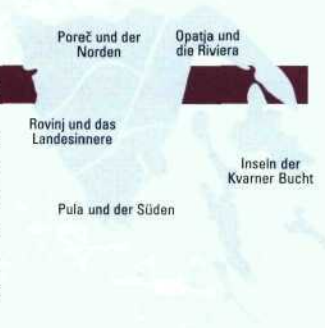 Poreč und der
Norden
Opatja und
die Riviera
Rovinj und das
Landesinnere
Inseln der
Kvarner Bucht
Pula und der Süden